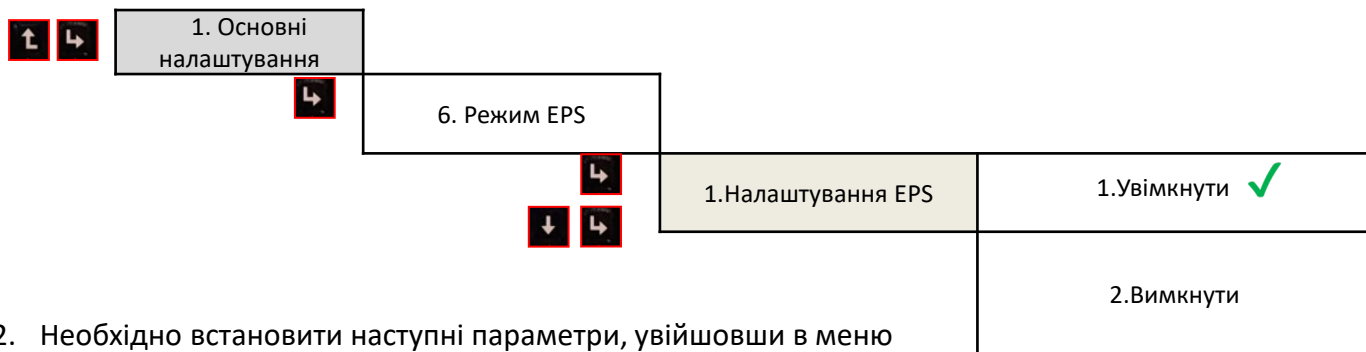 1. Основні
налаштування
6. Режим EPS
1.Налаштування EPS
1.Увімкнути
2.Вимкнути
2. Необхідно встановити наступні параметри, увійшовши в меню